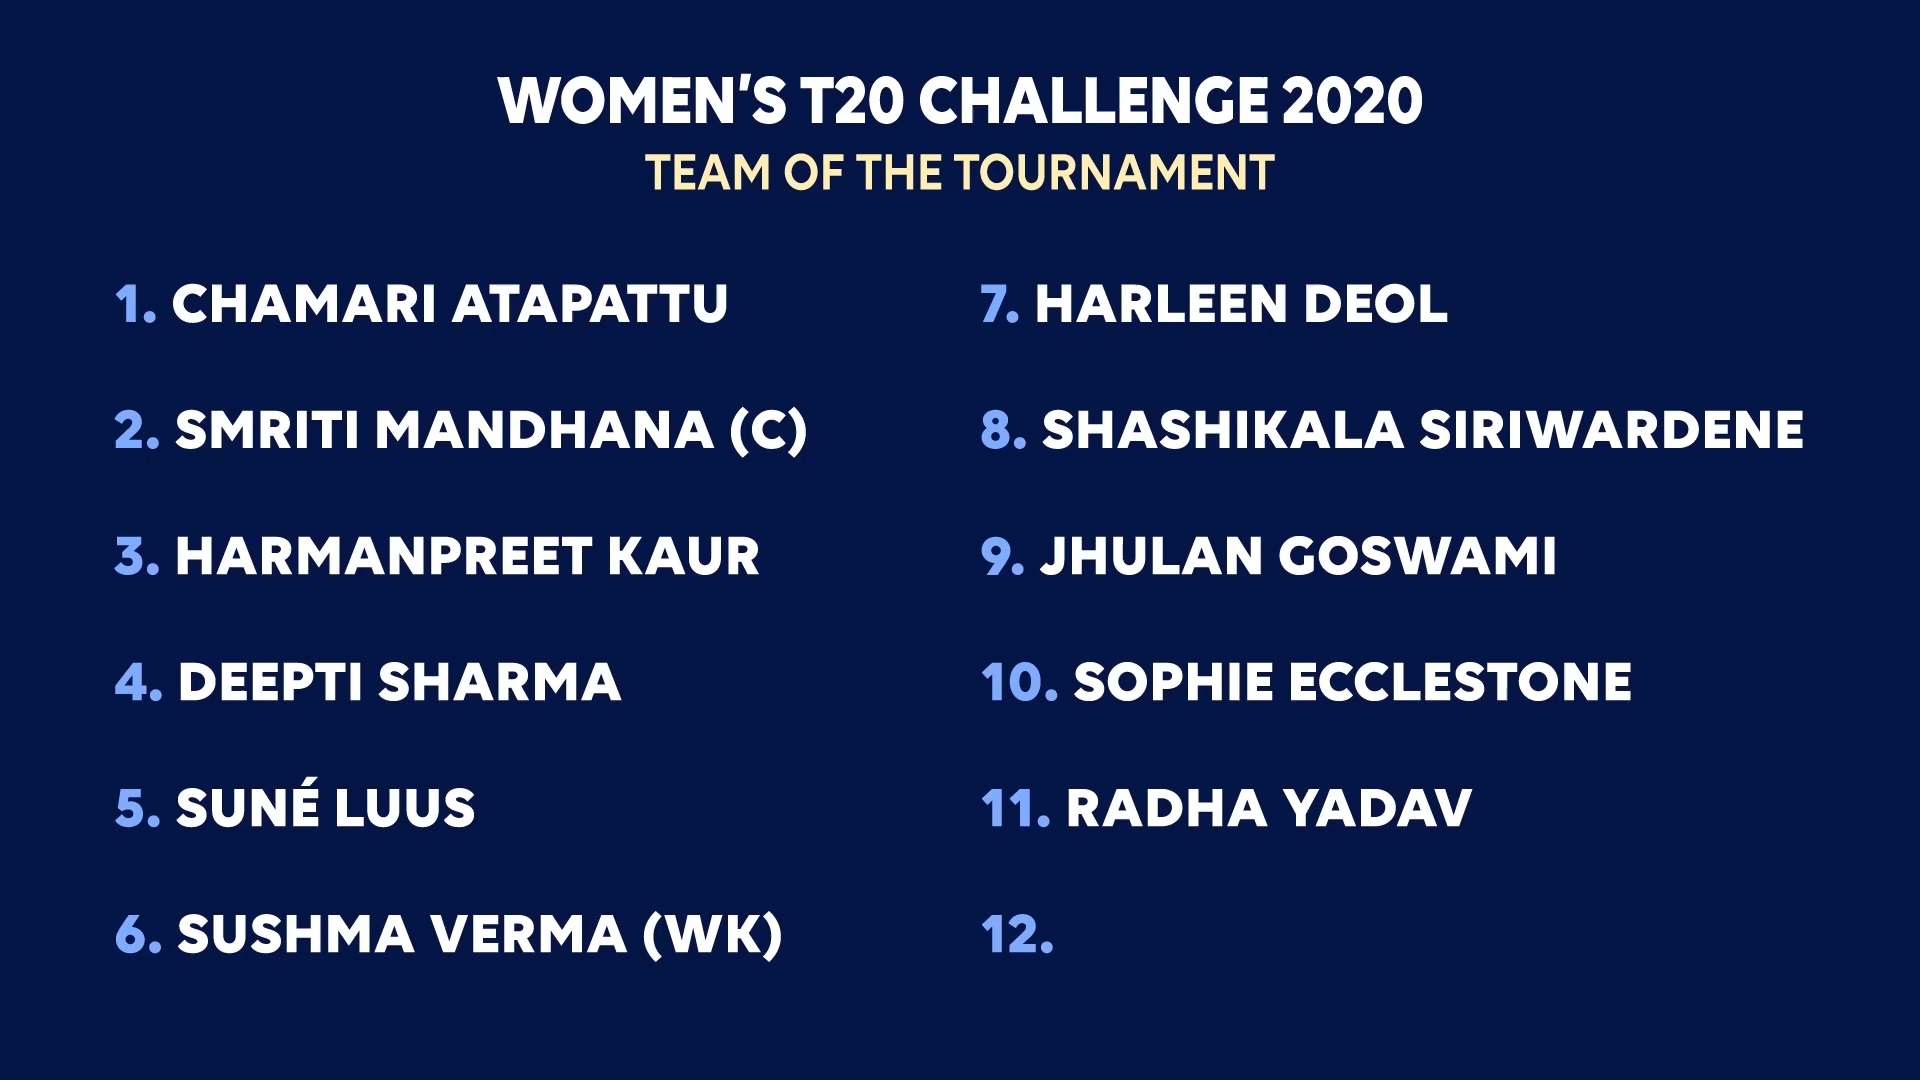 WOMEN'S T20 CHALLENGE 2020
TEAM OF THE TOURNAMENT
1. CHAMARI ATAPATTU
2. SMRITI MANDHANA (C)
3. HARMANPREET KAUR
4. DEEPTI SHARMA
5. SUNÉ LUUS
6. SUSHMA VERMA (WK)
7. HARLEEN DEOL
8. SHASHIKALA SIRIWARDENE
9. JHULAN GOSWAMI
10. SOPHIE ECCLESTONE
11. RADHA YADAV
12.